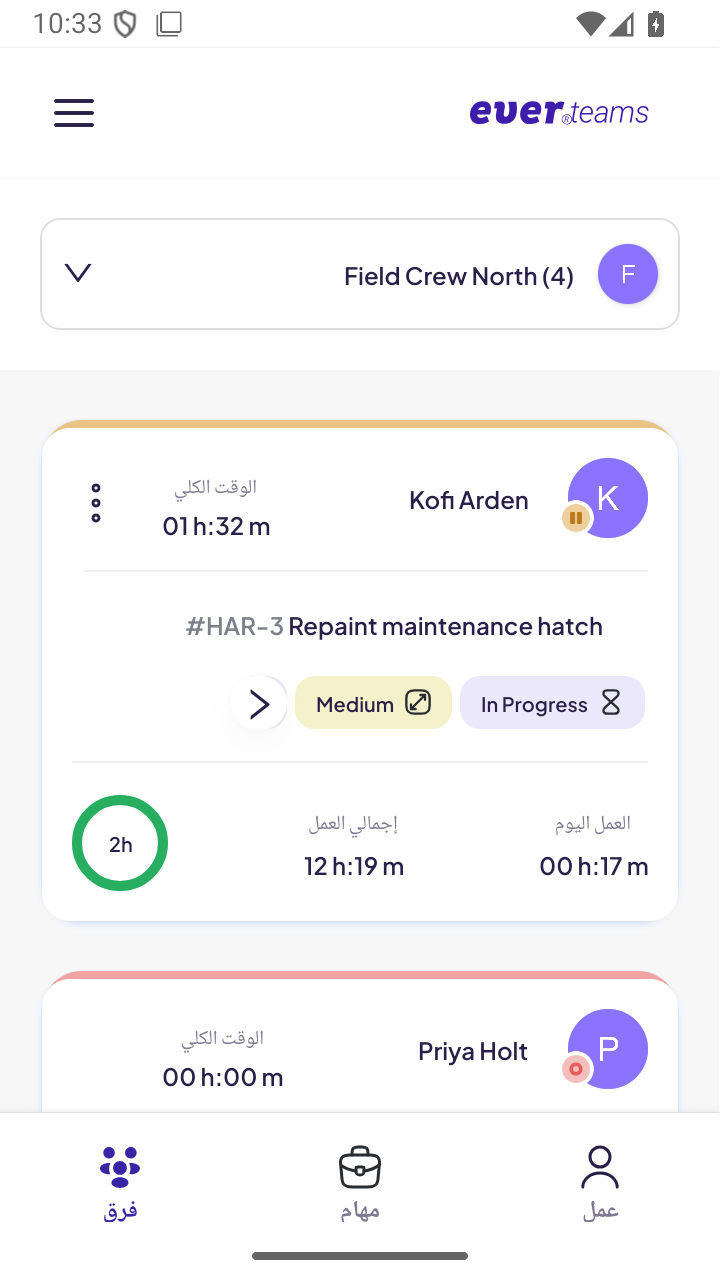 10:33
ever®teams
Field Crew North (4)
F
K
Kofi Arden
الوقت الكلي
01 h:32 m
#HAR-3 Repaint maintenance hatch
In Progress
Medium
العمل اليوم
00 h:17 m
إجمالي العمل
12 h:19 m
2h
P
Priya Holt
الوقت الكلي
00 h:00 m
عمل
مهام
فرق